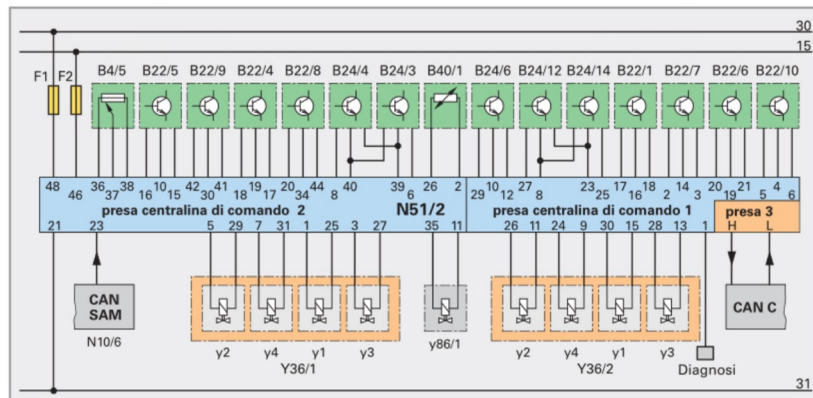 30
15
F1 F2 B4/5 B22/5 B22/9 B22/4 B22/8 B24/4 B24/3 B40/1 B24/6 B24/12 B24/14 B22/1 B22/7 B22/6 B22/10
48 46 36 37 38 16 10 15 42 30 41 18 19 17 20 34 44 8 40 39 6 26 2 29 10 12 27 8 23 25 17 16 18 2 14 3 20 19 21 5 4 6
presa centralina di comando 2 N51/2 presa centralina di comando 1 presa 3
21 23 5 29 7 31 1 25 3 27 35 11 26 11 24 9 30 15 28 13 1 H L
CAN
SAM
CAN C
N10/6
y2 y4 y1 y3 y86/1 y2 y4 y1 y3
Y36/1 Y36/2 Diagnosi
31